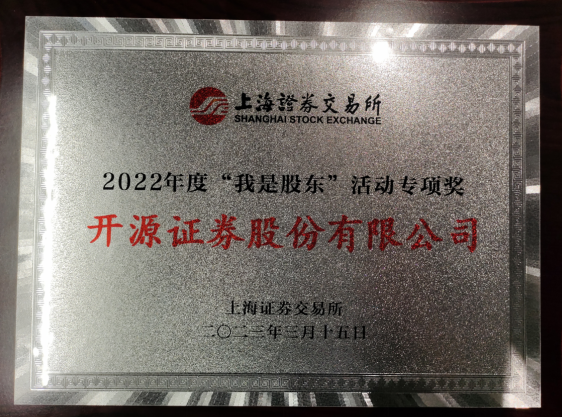 上海證券交易所
SHANGHAI STOCK EXCHANGE
2022年度“我是股东”活动专项奖
开源证券股份有限公司
上海证券交易所
二〇二三年三月十五日